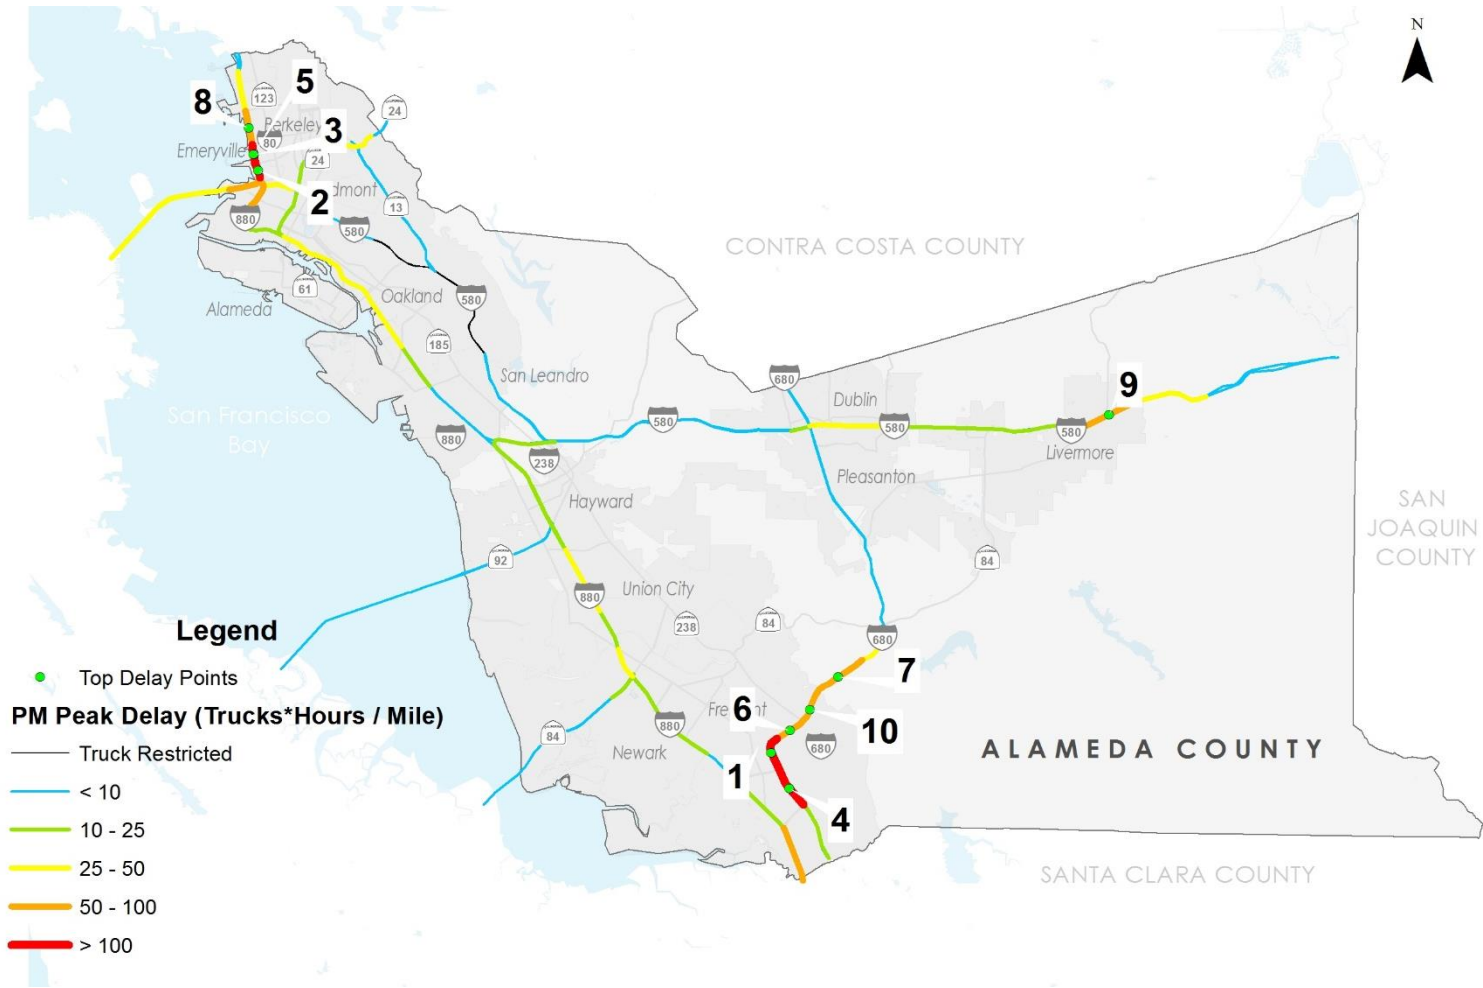 N
5
8
123
24
Berkeley
3
80
Emeryville
24
dmont
2
13
880
580
CONTRA COSTA COUNTY
61
Oakland
580
Alameda
185
San Leandro
680
Dublin
9
San Francisco
Bay
580
580
580
880
238
Livermore
Pleasanton
Hayward
SAN
JOAQUIN
COUNTY
92
84
Union City
880
238
84
680
Legend
Top Delay Points
PM Peak Delay (Trucks*Hours / Mile)
Truck Restricted
< 10
10 - 25
25 - 50
50 - 100
> 100
7
Fre nt
6
10
880
84
680
Newark
1
4
ALAMEDA COUNTY
SANTA CLARA COUNTY